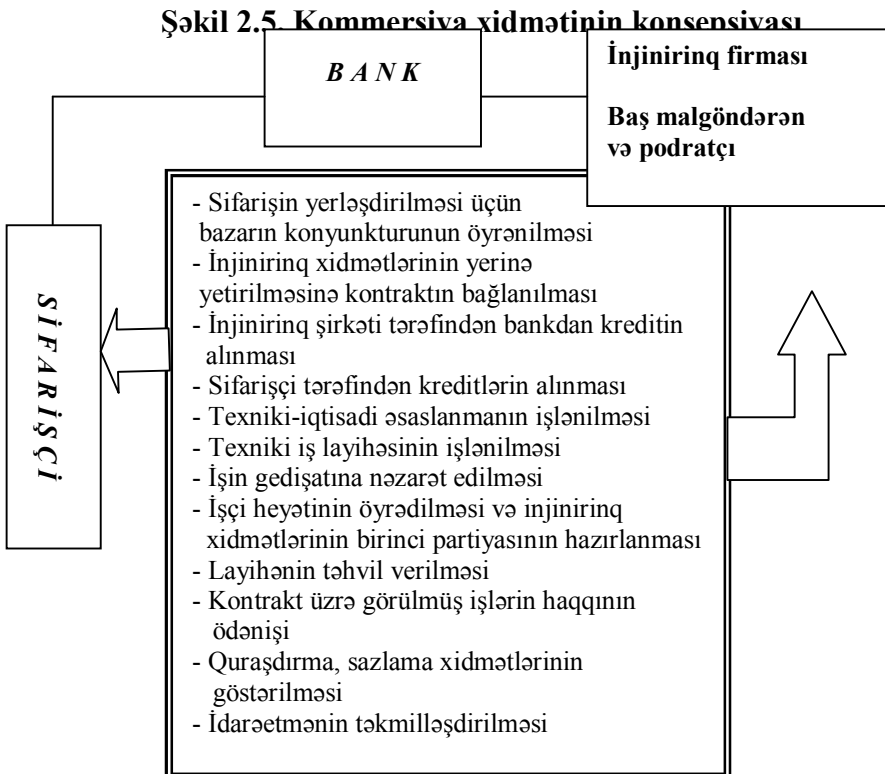 Şəkil 2.5. Kommersiya xidmətinin konsepsiyası
B A N K
İnjinirinq firması
Baş malgöndərən
və podratçı
SİFARİŞÇİ
- Sifarişin yerləşdirilməsi üçün
bazarın konyunkturunun öyrənilməsi
- İnjinirinq xidmətlərinin yerinə
yetirilməsinə kontraktın bağlanılması
- İnjinirinq şirkəti tərəfindən bankdan kreditin
alınması
- Sifarişçi tərəfindən kreditlərin alınması
- Texniki-iqtisadi əsaslanmanın işlənilməsi
- Texniki iş layihəsinin işlənilməsi
- İşin gedişatına nəzarət edilməsi
- İşçi heyətinin öyrədilməsi və injinirinq
xidmətlərinin birinci partiyasının hazırlanması
- Layihənin təhvil verilməsi
- Kontrakt üzrə görülmüş işlərin haqqının
ödənişi
- Quraşdırma, sazlama xidmətlərinin
göstərilməsi
- İdarəetmənin təkmilləşdirilməsi